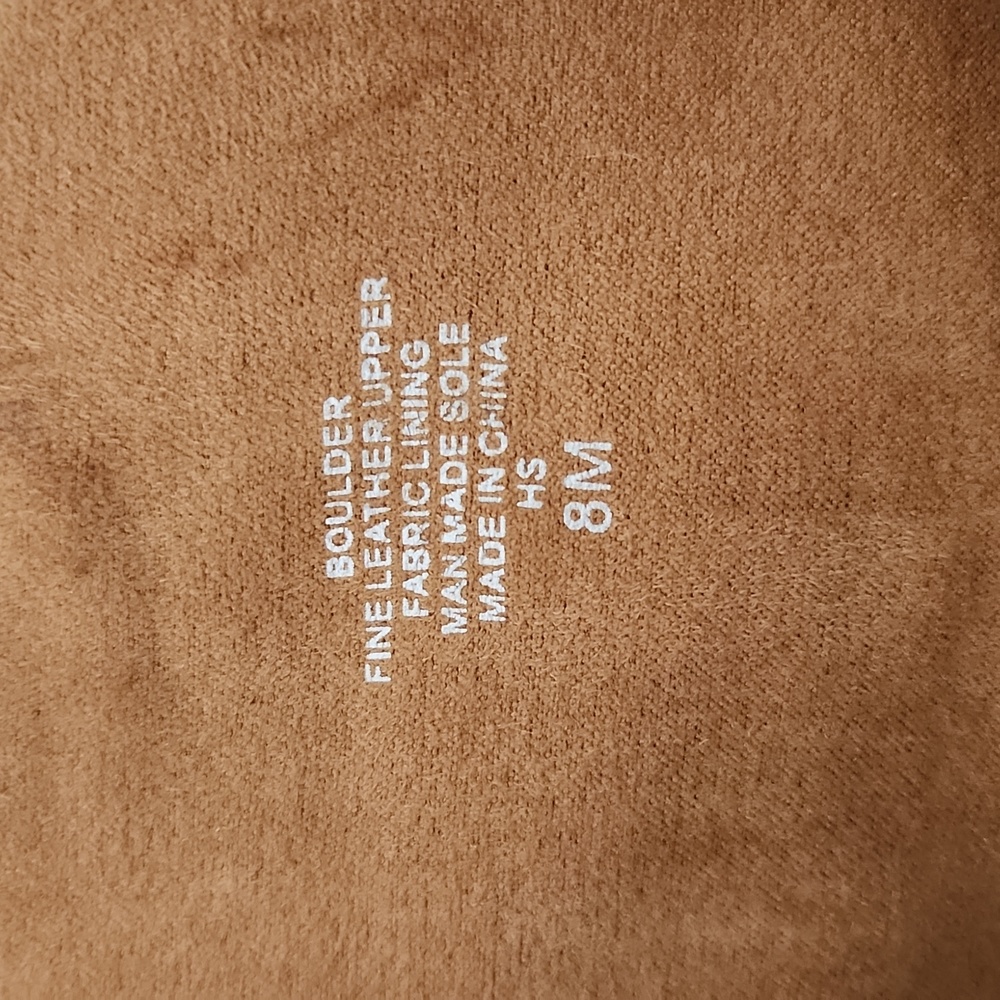 BOULDER
FINE LEATHER UPPER
FABRIC LINING
MAN MADE SOLE
MADE IN CHINA
HS
8M